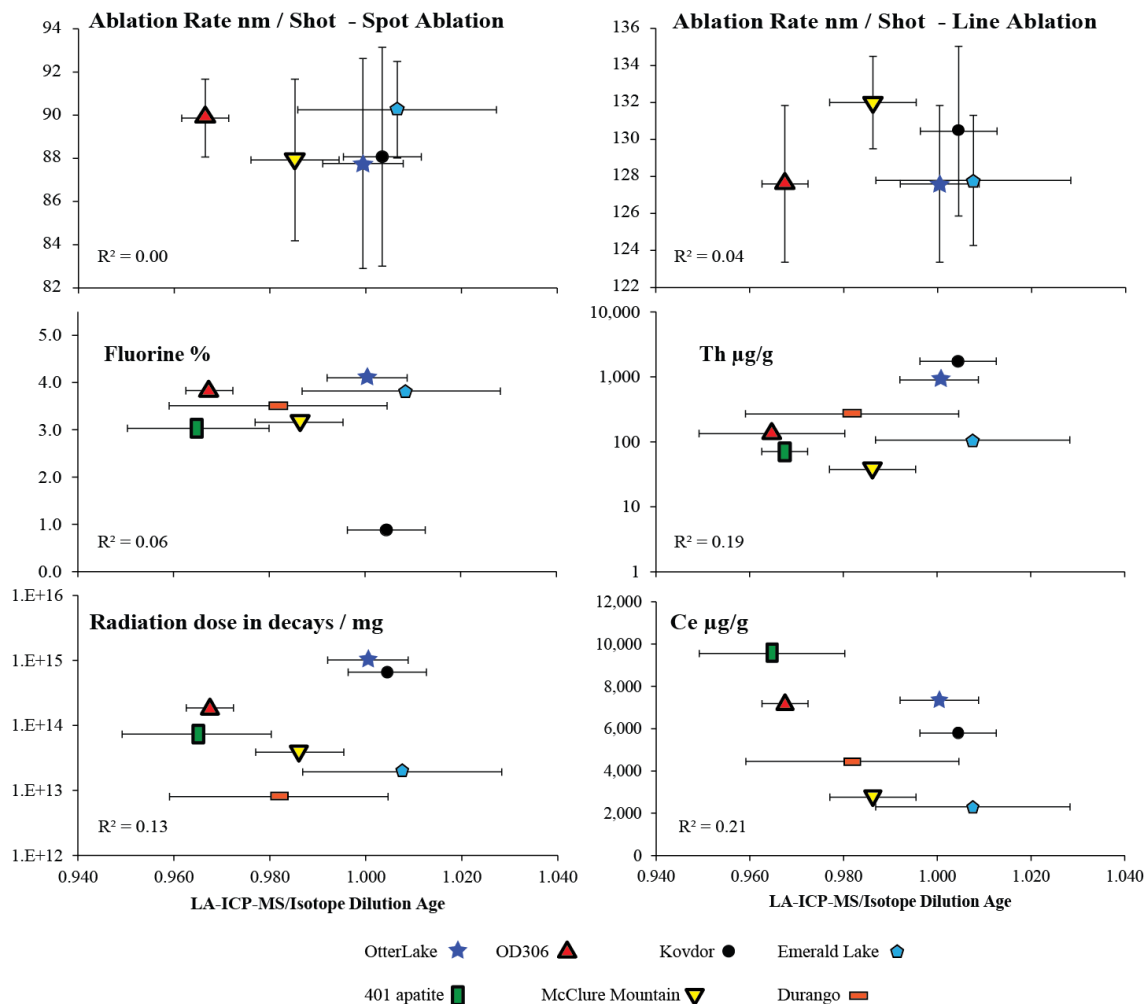 Ablation Rate nm / Shot - Spot Ablation
94
92
90
88
86
84
82
R² = 0.00
Ablation Rate nm / Shot - Line Ablation
136
134
132
130
128
126
124
122
R² = 0.04
Fluorine %
5.0
4.0
3.0
2.0
1.0
0.0
R² = 0.06
Th µg/g
10,000
1,000
100
10
1
R² = 0.19
Radiation dose in decays / mg
1.E+16
1.E+15
1.E+14
1.E+13
1.E+12
R² = 0.13
0.940 0.960 0.980 1.000 1.020 1.040
LA-ICP-MS/Isotope Dilution Age
Ce µg/g
12,000
10,000
8,000
6,000
4,000
2,000
0
R² = 0.21
0.940 0.960 0.980 1.000 1.020 1.040
LA-ICP-MS/Isotope Dilution Age
OtterLake OD306 Kovdor Emerald Lake
401 apatite McClure Mountain Durango